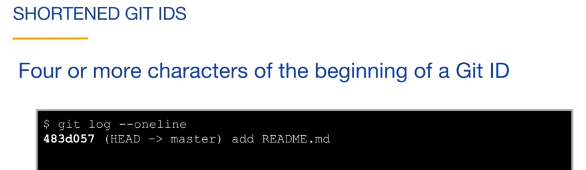 SHORTENED GIT IDS
Four or more characters of the beginning of a Git ID
$ git log --oneline
483d057 (HEAD -> master) add README.md